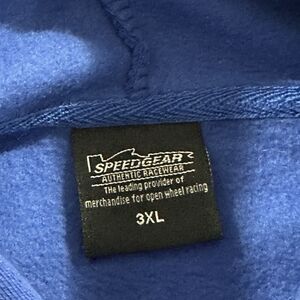 SPEEDGEAR
AUTHENTIC RACEWEAR
The leading provider of
merchandise for open wheel racing
3XL